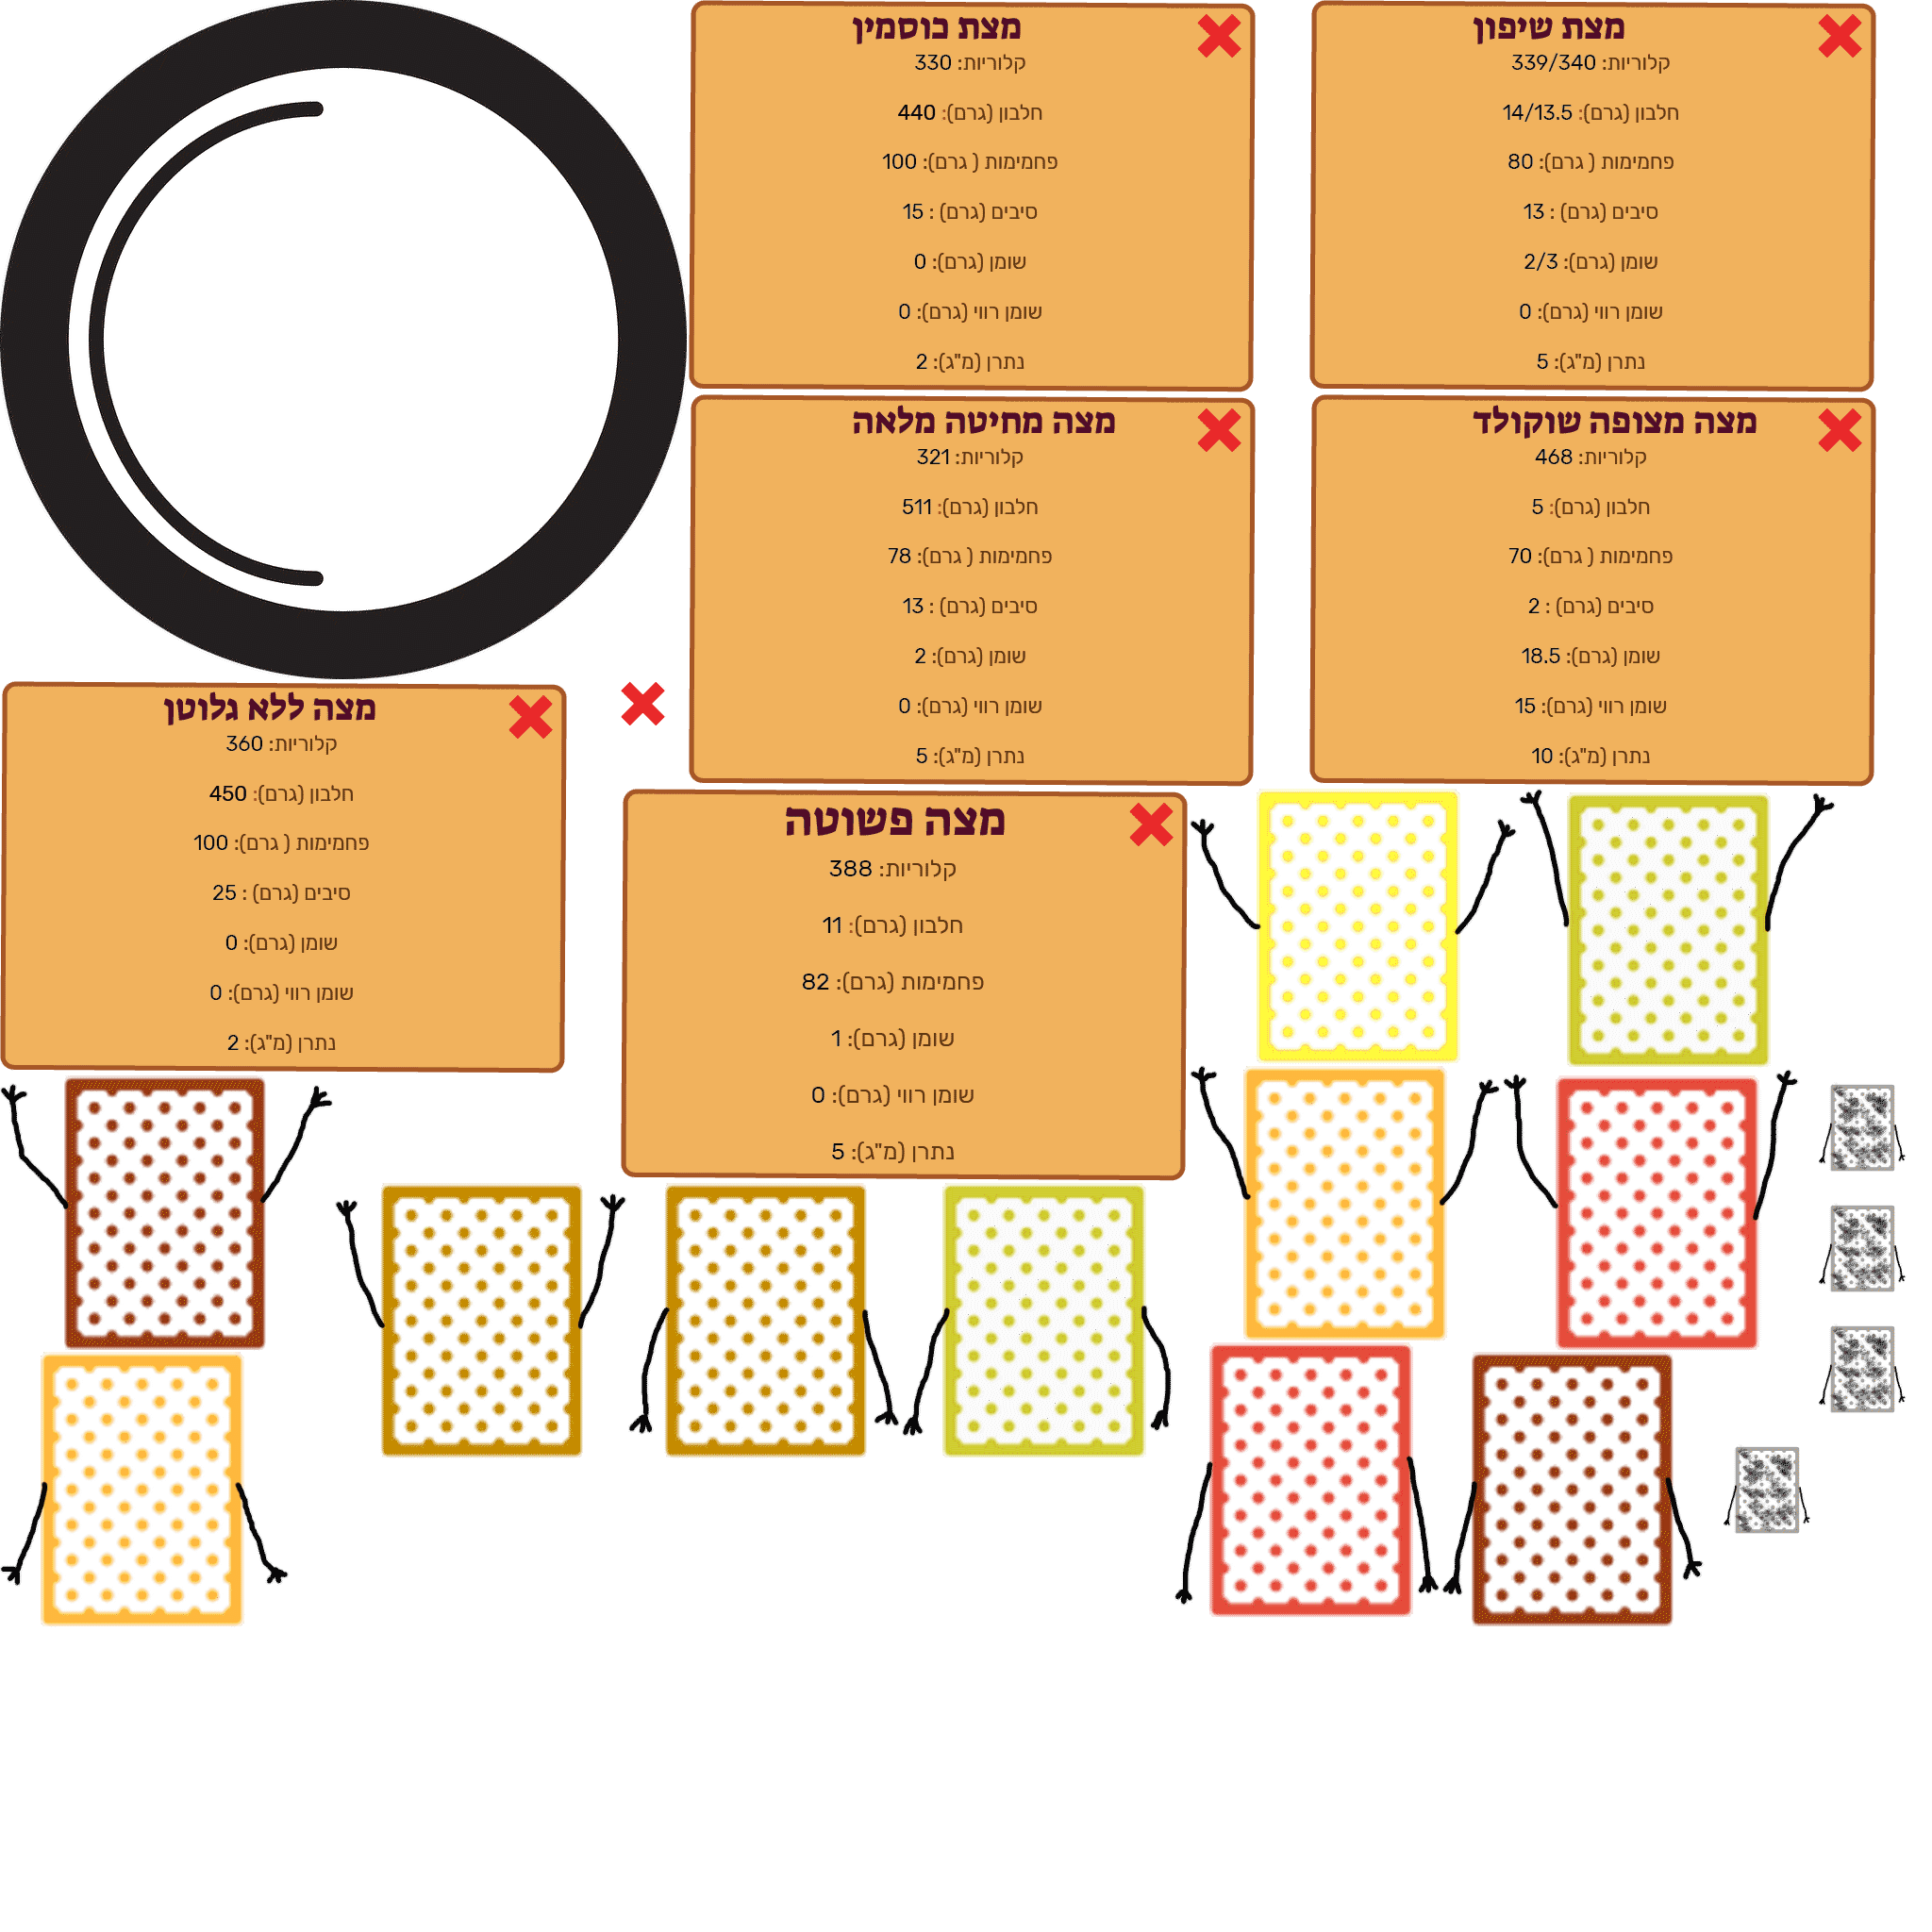 מצת כוסמין
קלוריות: 330
חלבון (גרם): 440
פחמימות ( גרם): 100
סיבים (גרם) : 15
שומן (גרם): 0
שומן רווי (גרם): 0
נתרן (מ"ג): 2
מצת שיפון
קלוריות: 339/340
חלבון (גרם): 14/13.5
פחמימות ( גרם): 80
סיבים (גרם) : 13
שומן (גרם): 2/3
שומן רווי (גרם): 0
נתרן (מ"ג): 5
מצה מחיטה מלאה
קלוריות: 321
חלבון (גרם): 511
פחמימות ( גרם): 78
סיבים (גרם) : 13
שומן (גרם): 2
שומן רווי (גרם): 0
נתרן (מ"ג): 5
מצה מצופה שוקולד
קלוריות: 468
חלבון (גרם): 5
פחמימות ( גרם): 70
סיבים (גרם) : 2
שומן (גרם): 18.5
שומן רווי (גרם): 15
נתרן (מ"ג): 10
מצה ללא גלוטן
קלוריות: 360
חלבון (גרם): 450
פחמימות ( גרם): 100
סיבים (גרם) : 25
שומן (גרם): 0
שומן רווי (גרם): 0
נתרן (מ"ג): 2
מצה פשוטה
קלוריות: 388
חלבון (גרם): 11
פחמימות (גרם): 82
שומן (גרם): 1
שומן רווי (גרם): 0
נתרן (מ"ג): 5